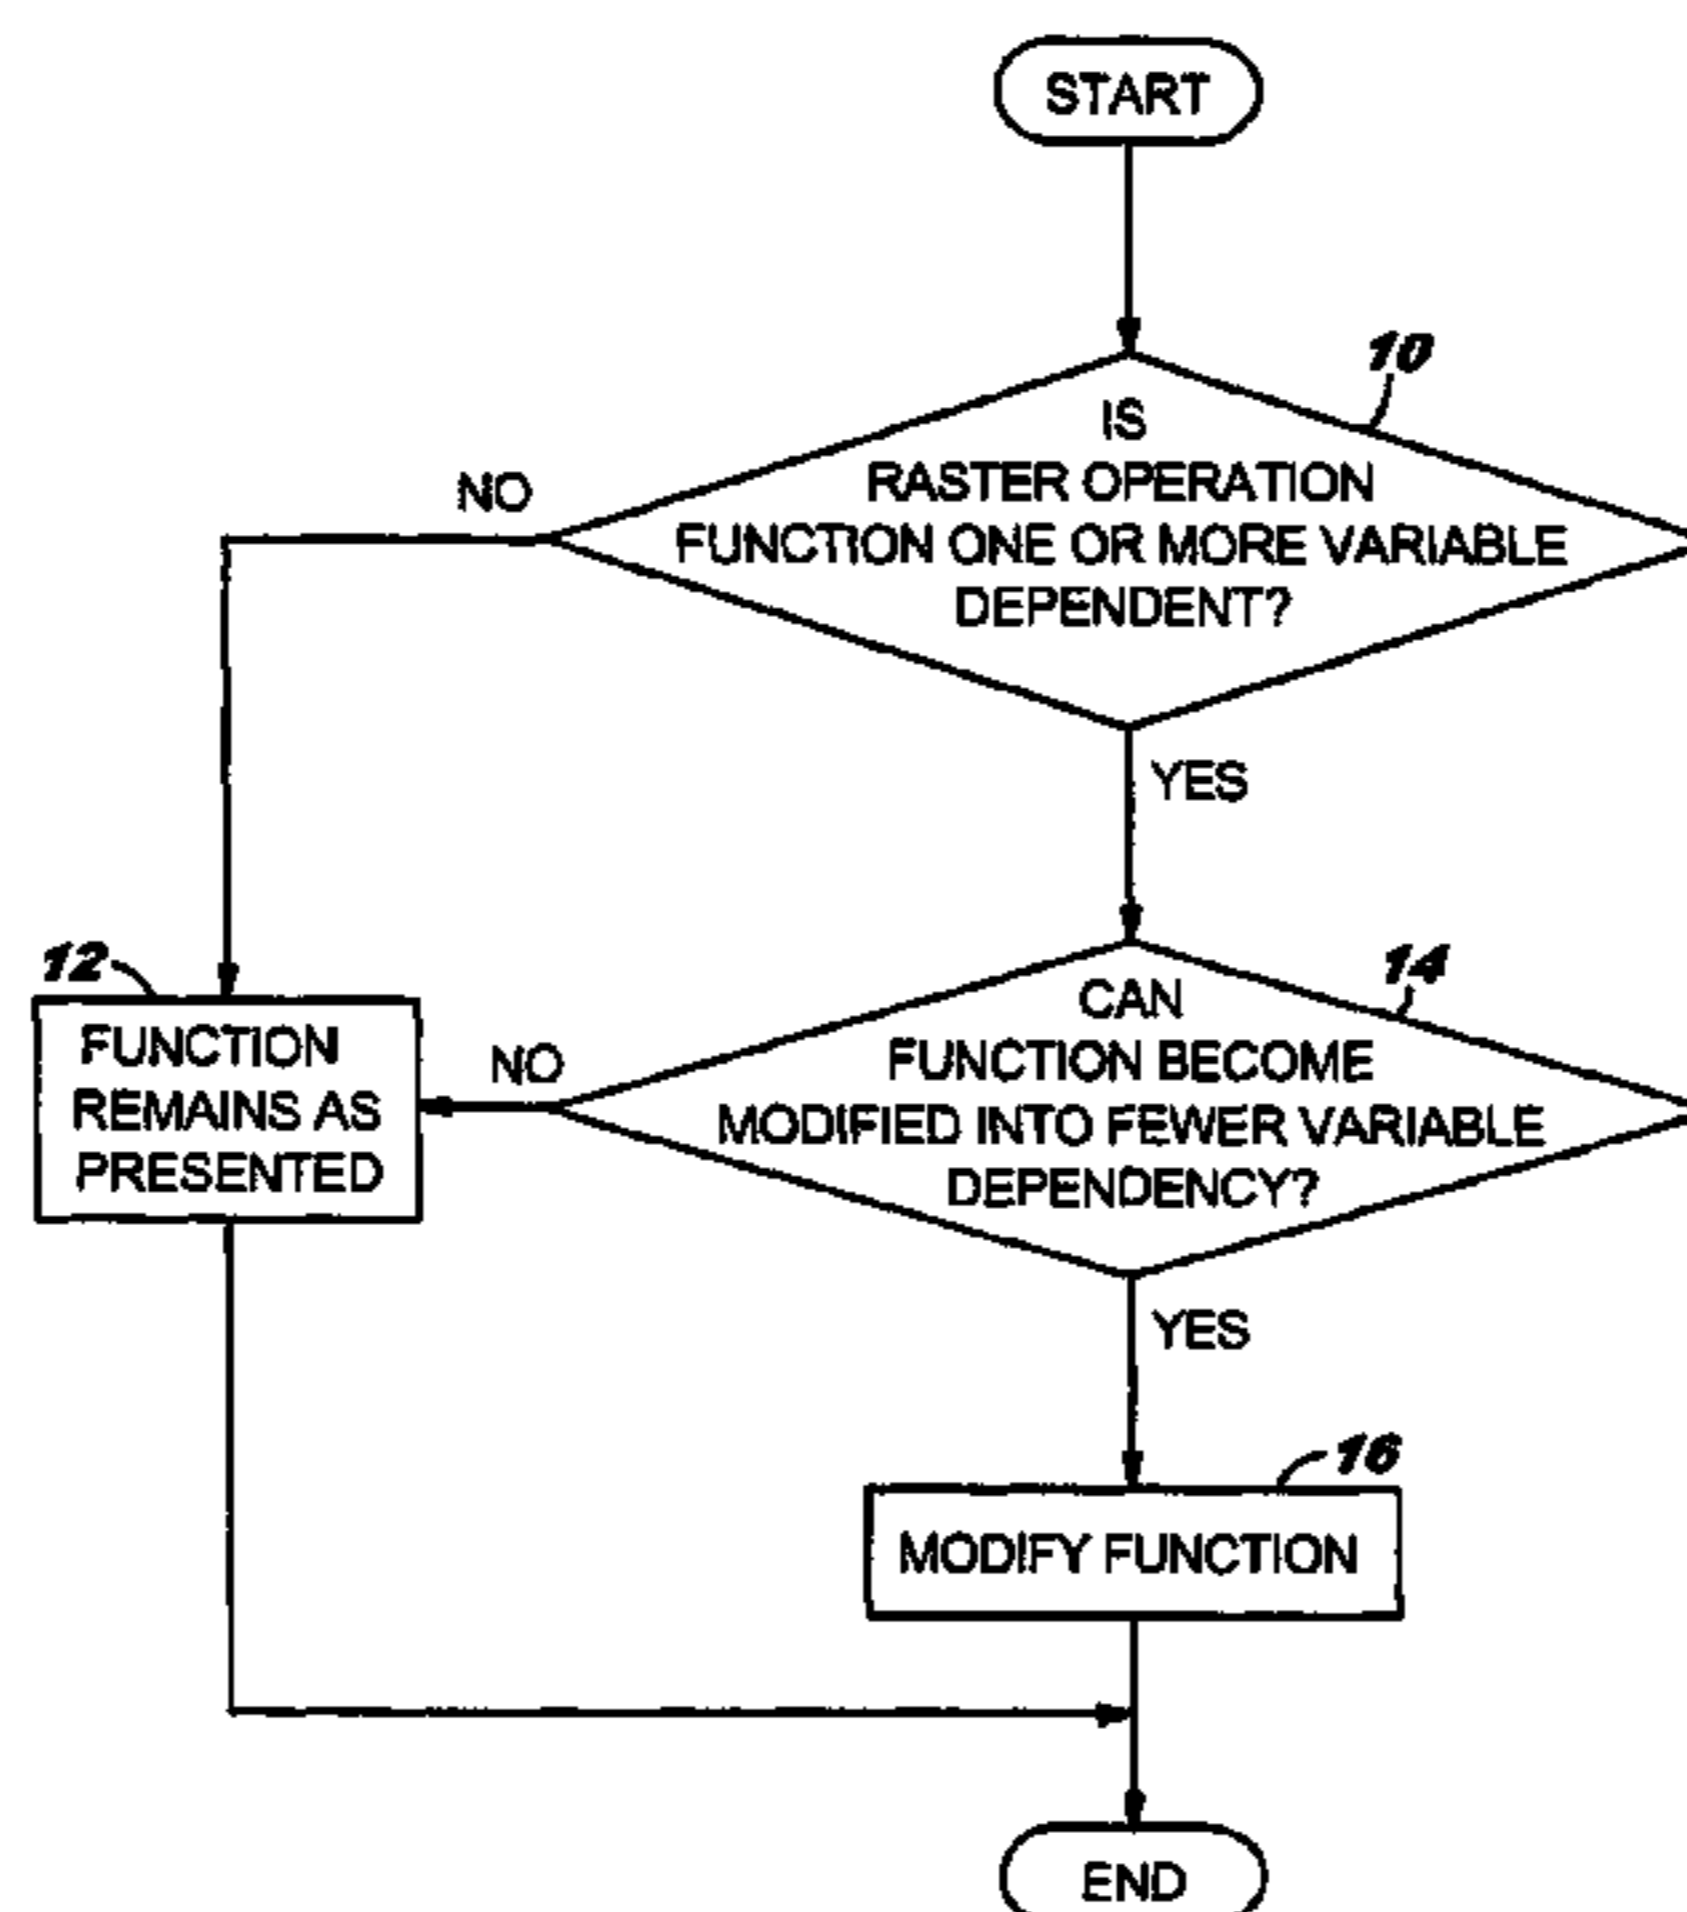 START
10
IS
RASTER OPERATION
FUNCTION ONE OR MORE VARIABLE
DEPENDENT?
NO
YES
12
FUNCTION
REMAINS AS
PRESENTED
NO
14
CAN
FUNCTION BECOME
MODIFIED INTO FEWER VARIABLE
DEPENDENCY?
YES
16
MODIFY FUNCTION
END